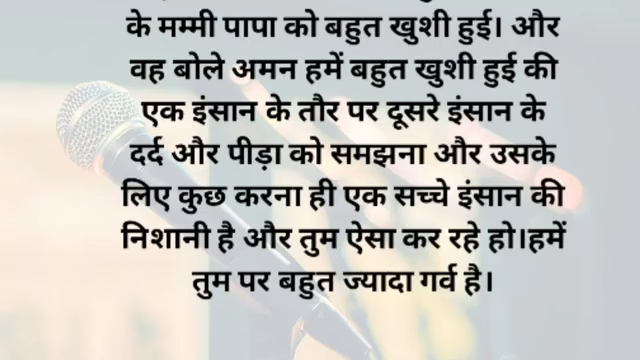 के मम्मी पापा को बहुत खुशी हुई। और
वह बोले अमन हमें बहुत खुशी हुई की
एक इंसान के तौर पर दूसरे इंसान के
दर्द और पीड़ा को समझना और उसके
लिए कुछ करना ही एक सच्चे इंसान की
निशानी है और तुम ऐसा कर रहे हो।हमें
तुम पर बहुत ज्यादा गर्व है।